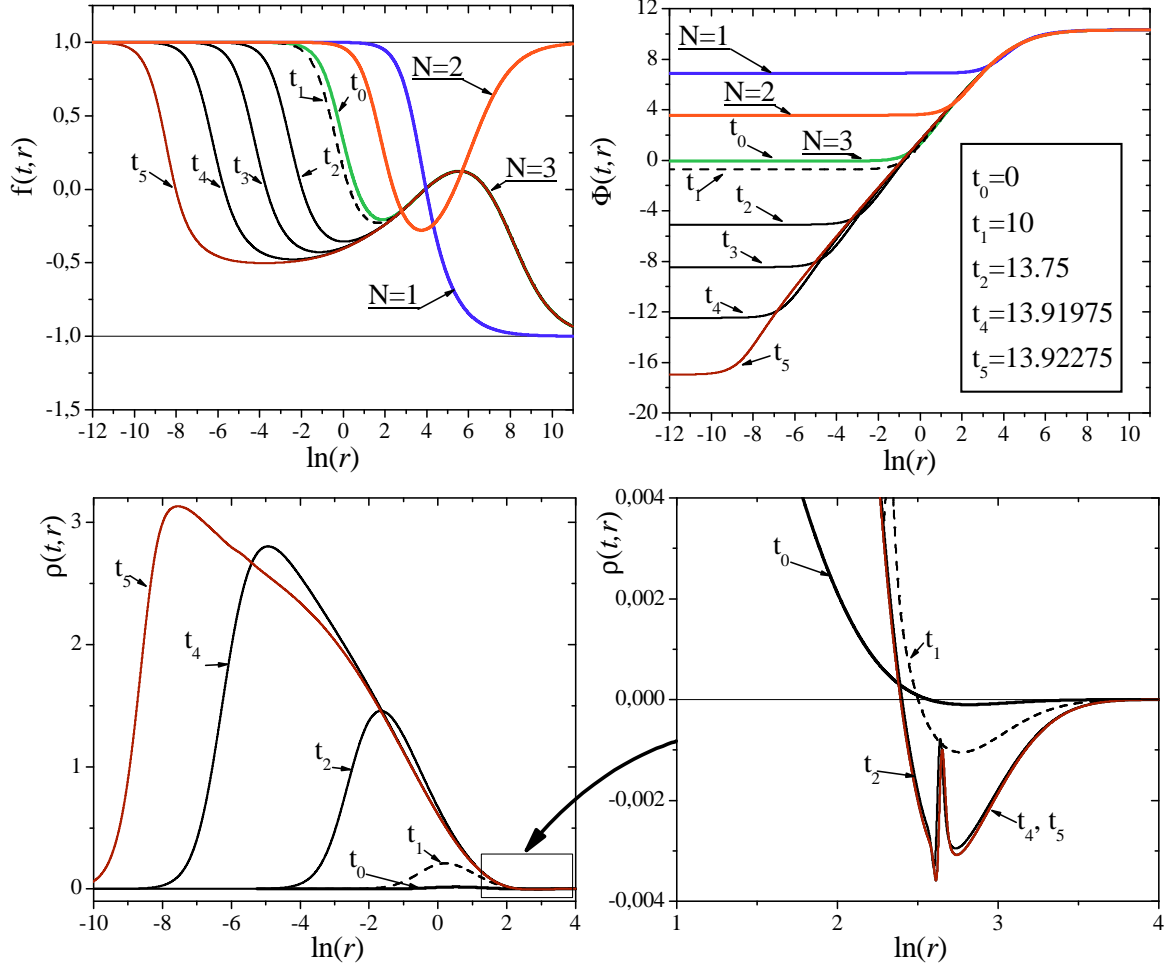 f(t,r)
1,0
0,5
0,0
-0,5
-1,0
-1,5
-12 -10 -8 -6 -4 -2 0 2 4 6 8 10
ln(r)
t₁
t₀
N=2
t₅
t₄
t₃
t₂
N=3
N=1
Φ(t,r)
12
8
4
0
-4
-8
-12
-16
-20
-12 -10 -8 -6 -4 -2 0 2 4 6 8 10
ln(r)
N=1
N=2
t₀
N=3
t₁
t₂
t₃
t₄
t₅
t₀=0
t₁=10
t₂=13.75
t₄=13.91975
t₅=13.92275
ρ(t,r)
3
2
1
0
-10 -8 -6 -4 -2 0 2 4
ln(r)
t₅
t₄
t₂
t₁
t₀
ρ(t,r)
0,004
0,002
0,000
-0,002
-0,004
1 2 3 4
ln(r)
t₀
t₁
t₂
t₄, t₅